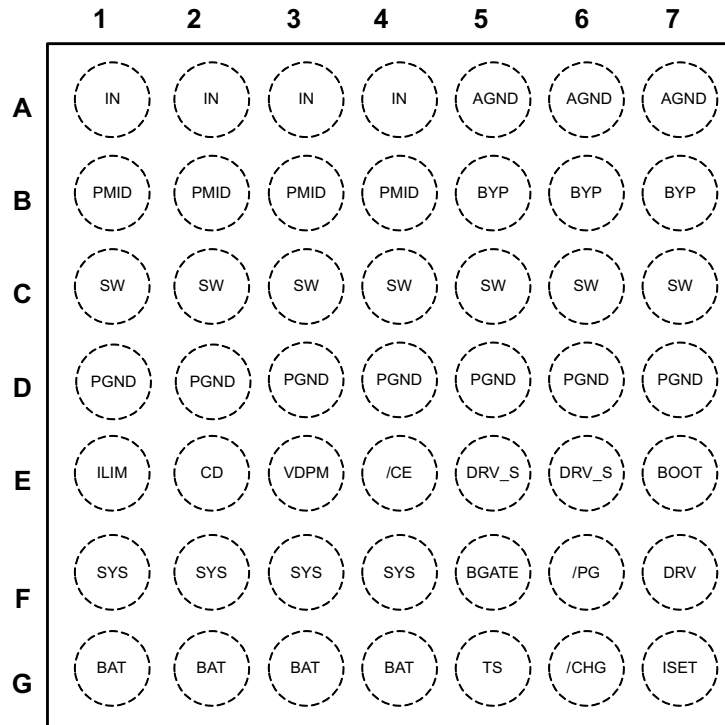 1 2 3 4 5 6 7
A IN IN IN IN AGND AGND AGND
B PMID PMID PMID PMID BYP BYP BYP
C SW SW SW SW SW SW SW
D PGND PGND PGND PGND PGND PGND PGND
E ILIM CD VDPM /CE DRV_S DRV_S BOOT
F SYS SYS SYS SYS BGATE /PG DRV
G BAT BAT BAT BAT TS /CHG ISET